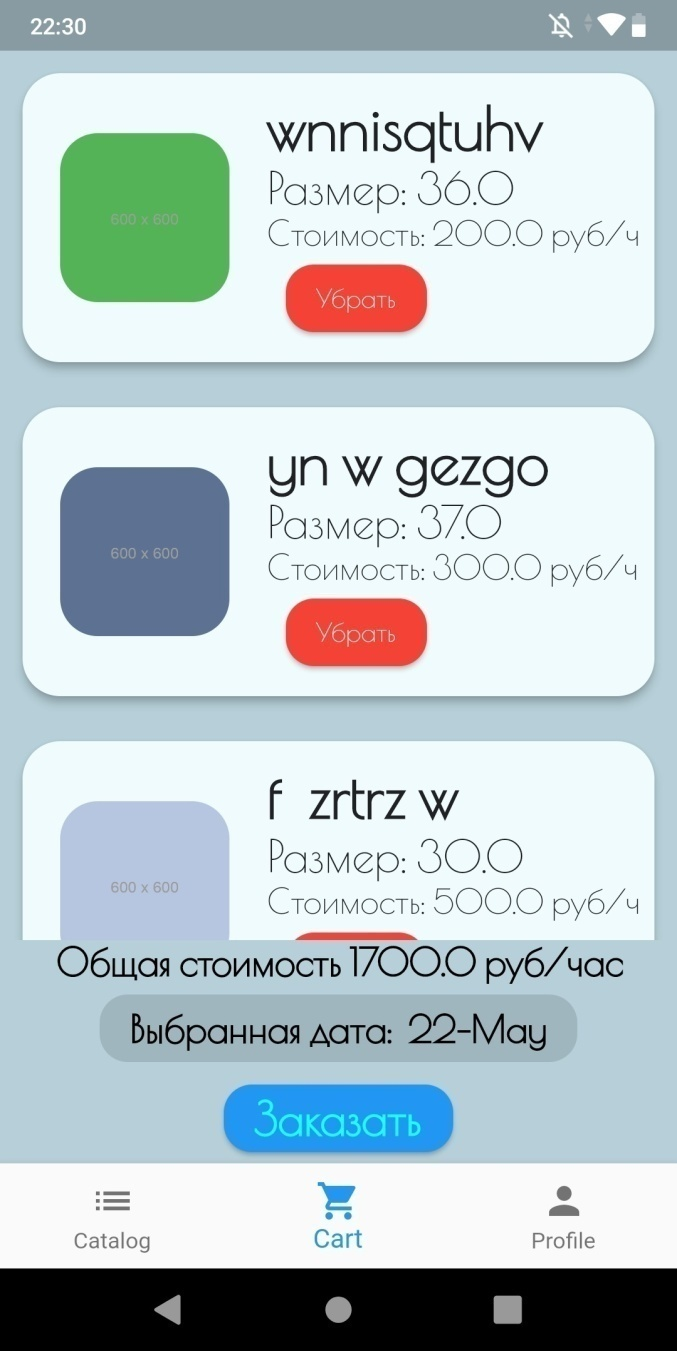 22:30
600 x 600
wnnisqtuhv
Размер: 36.0
Стоимость: 200.0 руб/ч
Убрать
600 x 600
yn w gezgo
Размер: 37.0
Стоимость: 300.0 руб/ч
Убрать
600 x 600
f  zrtrz w
Размер: 30.0
Стоимость: 500.0 руб/ч
Общая стоимость 1700.0 руб/час
Выбранная дата: 22-May
Заказать
Catalog
Cart
Profile